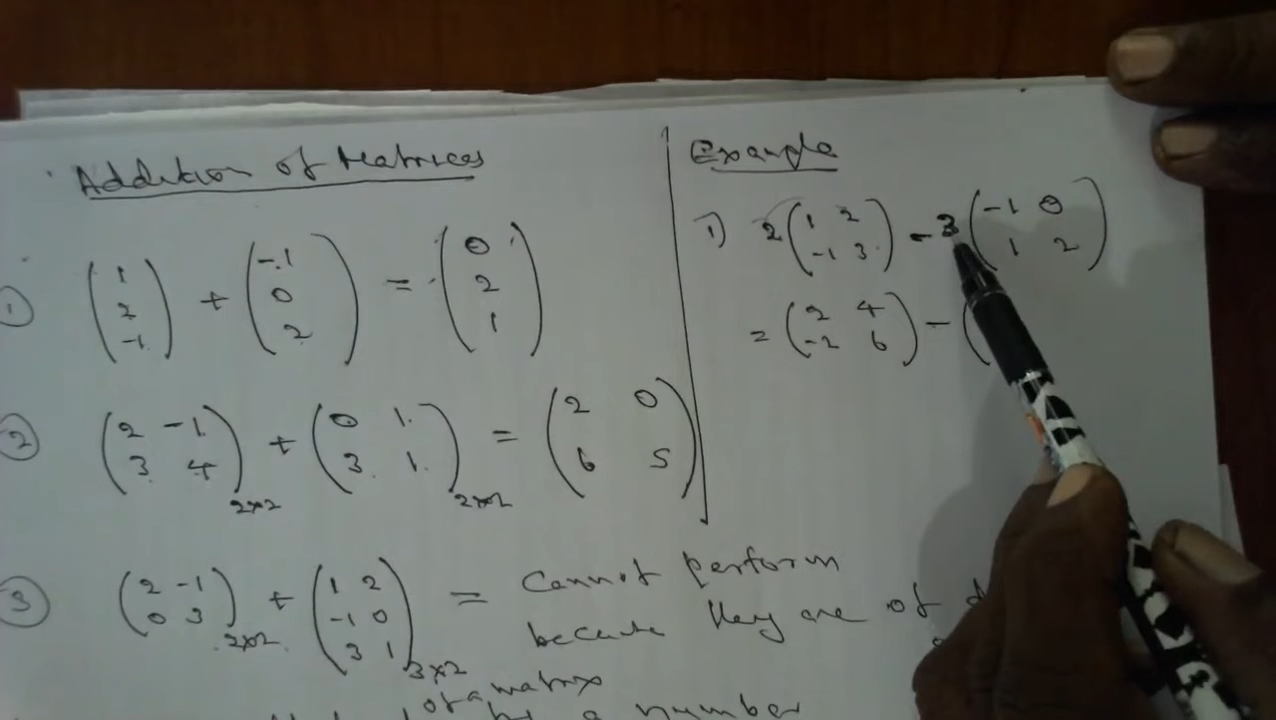 Addition of Matrices
① (1 2 -1) + (-1 0 2) = (0 2 1)
② (2 -1
3 4)2×2 + (0 1
3 1)2×2 = (2 0
6 5)
③ (2 -1
0 3)2×2 + (1 2
-1 0
3 1)3×2 = Cannot perform
because they are of
of a matrix
a number
Example
1) 2(1 2
-1 3) - 3(-1 0
1 2)
= (2 4
-2 6) - (